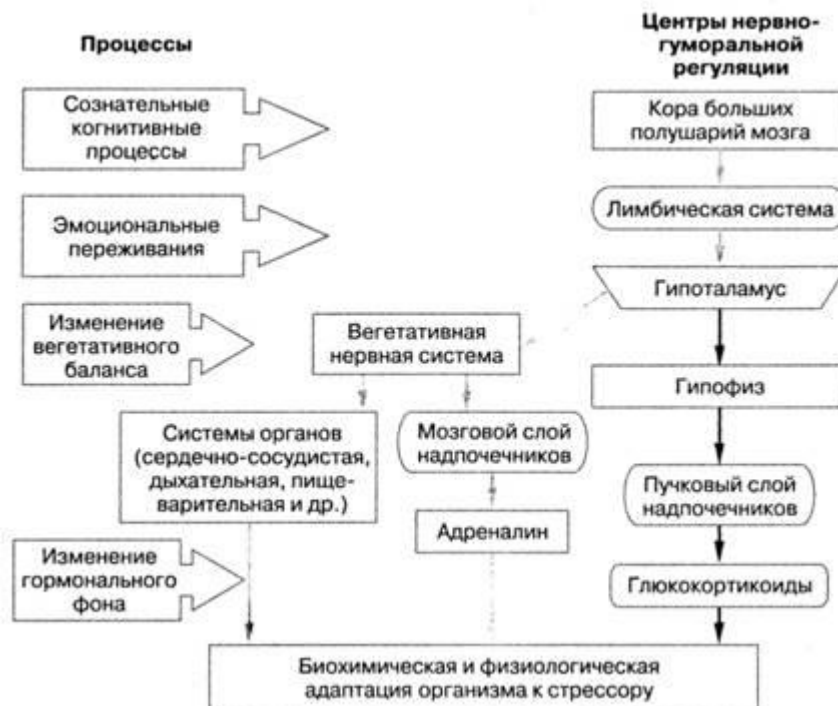 Процессы
Центры нервно-
гуморальной
регуляции
Сознательные
когнитивные
процессы
Кора больших
полушарий мозга
Лимбическая система
Эмоциональные
переживания
Гипоталамус
Изменение
вегетативного
баланса
Вегетативная
нервная система
Гипофиз
Системы органов
(сердечно-сосудистая,
дыхательная, пище-
варительная и др.)
Мозговой слой
надпочечников
Пучковый слой
надпочечников
Адреналин
Изменение
гормонального
фона
Глюкокортикоиды
Биохимическая и физиологическая
адаптация организма к стрессору